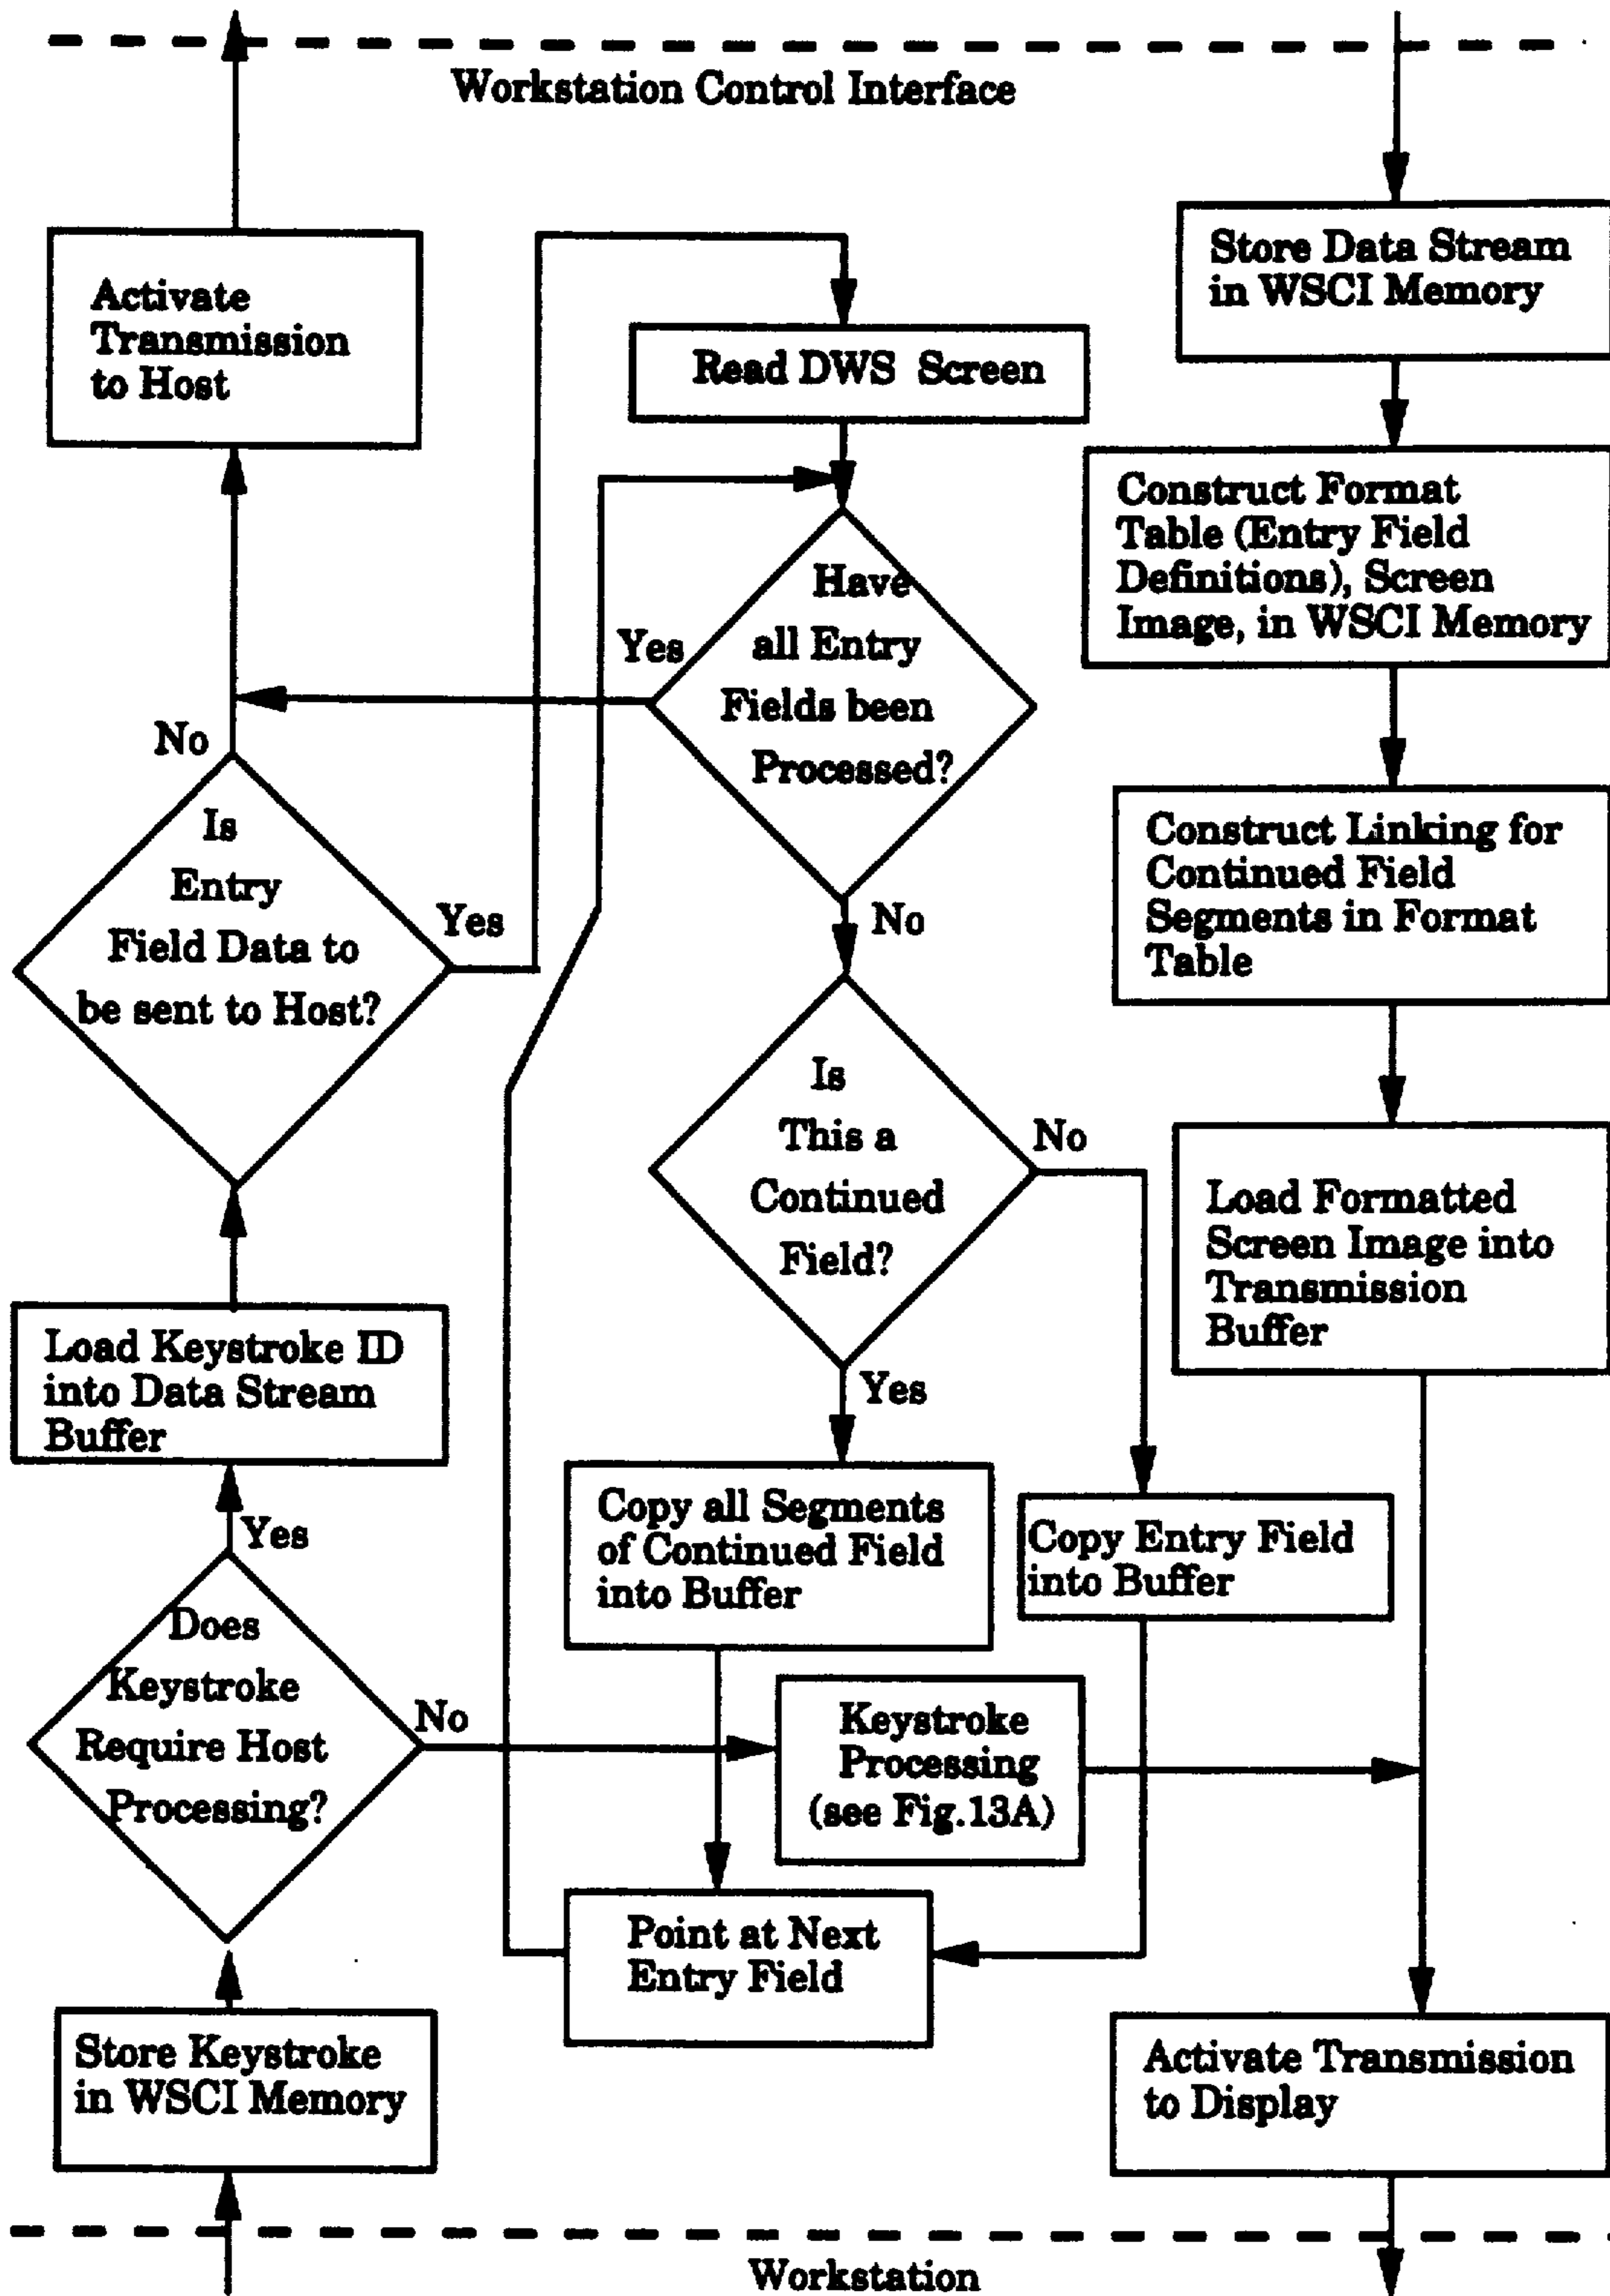 Workstation Control Interface
Activate
Transmission
to Host
Read DWS Screen
Store Data Stream
in WSCI Memory
Construct Format
Table (Entry Field
Definitions), Screen
Image, in WSCI Memory
Have
all Entry
Fields been
Processed?
Yes
No
No
Is
Entry
Field Data to
be sent to Host?
Yes
Construct Linking for
Continued Field
Segments in Format
Table
Is
This a
Continued
Field?
No
Yes
Load Formatted
Screen Image into
Transmission
Buffer
Load Keystroke ID
into Data Stream
Buffer
Yes
Copy all Segments
of Continued Field
into Buffer
Copy Entry Field
into Buffer
Does
Keystroke
Require Host
Processing?
No
Keystroke
Processing
(see Fig.13A)
Point at Next
Entry Field
Store Keystroke
in WSCI Memory
Activate Transmission
to Display
Workstation